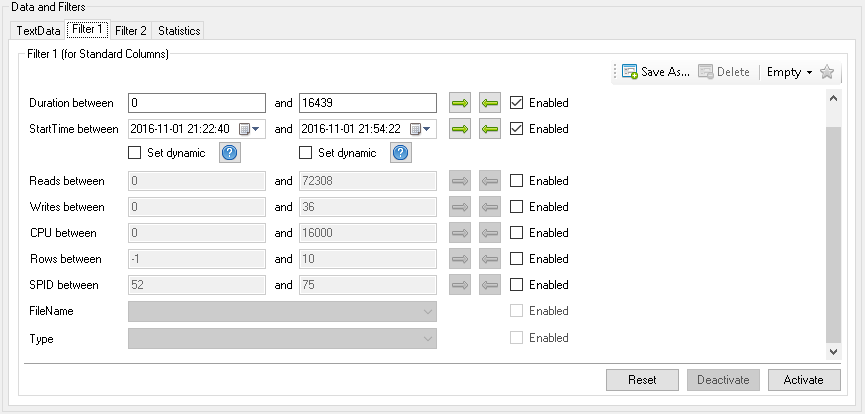 Data and Filters
TextData Filter 1 Filter 2 Statistics
Filter 1 (for Standard Columns)
Save As... Delete Empty
Duration between 0 and 16439 Enabled
StartTime between 2016-11-01 21:22:40 and 2016-11-01 21:54:22 Enabled
Set dynamic ? Set dynamic ?
Reads between 0 and 72308 Enabled
Writes between 0 and 36 Enabled
CPU between 0 and 16000 Enabled
Rows between -1 and 10 Enabled
SPID between 52 and 75 Enabled
FileName Enabled
Type Enabled
Reset Deactivate Activate